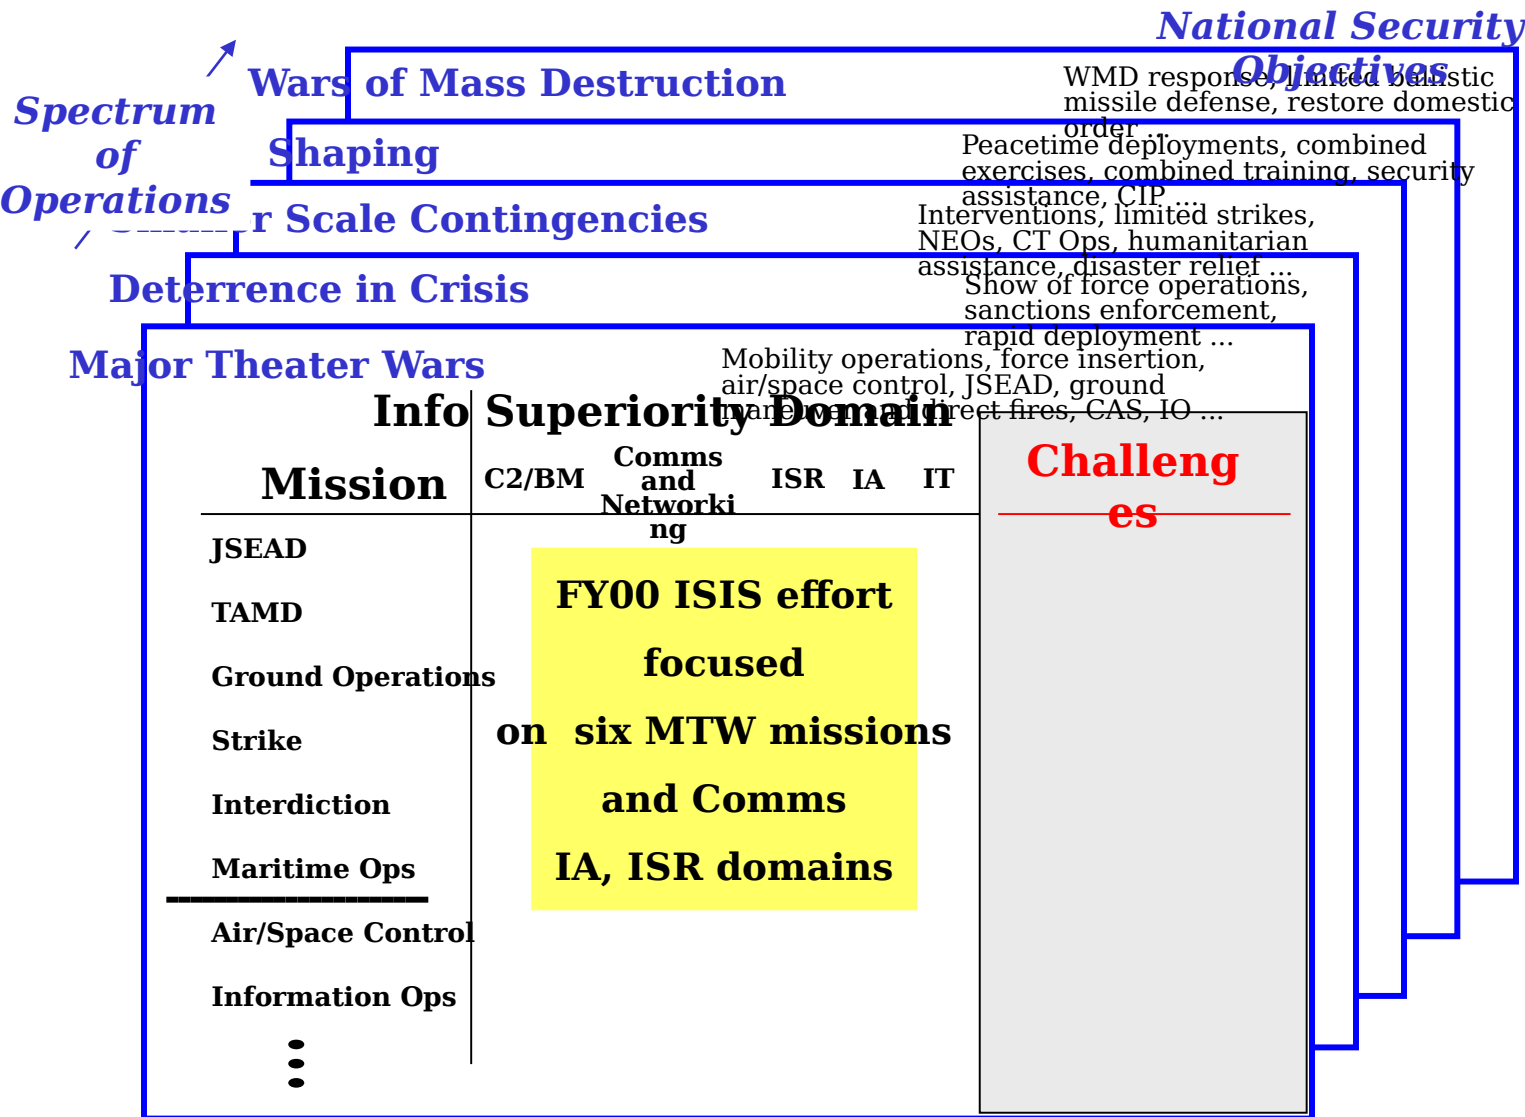 National Security
Objectives
Spectrum
of
Operations
Wars of Mass Destruction
WMD response, limited ballistic
missile defense, restore domestic
order ...
Shaping
Peacetime deployments, combined
exercises, combined training, security
assistance, CIP ...
Smaller Scale Contingencies
Interventions, limited strikes,
NEOs, CT Ops, humanitarian
assistance, disaster relief ...
Deterrence in Crisis
Show of force operations,
sanctions enforcement,
rapid deployment ...
Major Theater Wars
Mobility operations, force insertion,
air/space control, JSEAD, ground
maneuver and direct fires, CAS, IO ...
Info Superiority Domain
Mission
C2/BM
Comms
and
Networki
ng
ISR
IA
IT
Challeng
es
JSEAD
TAMD
Ground Operations
Strike
Interdiction
Maritime Ops
Air/Space Control
Information Ops
FY00 ISIS effort
focused
on six MTW missions
and Comms
IA, ISR domains